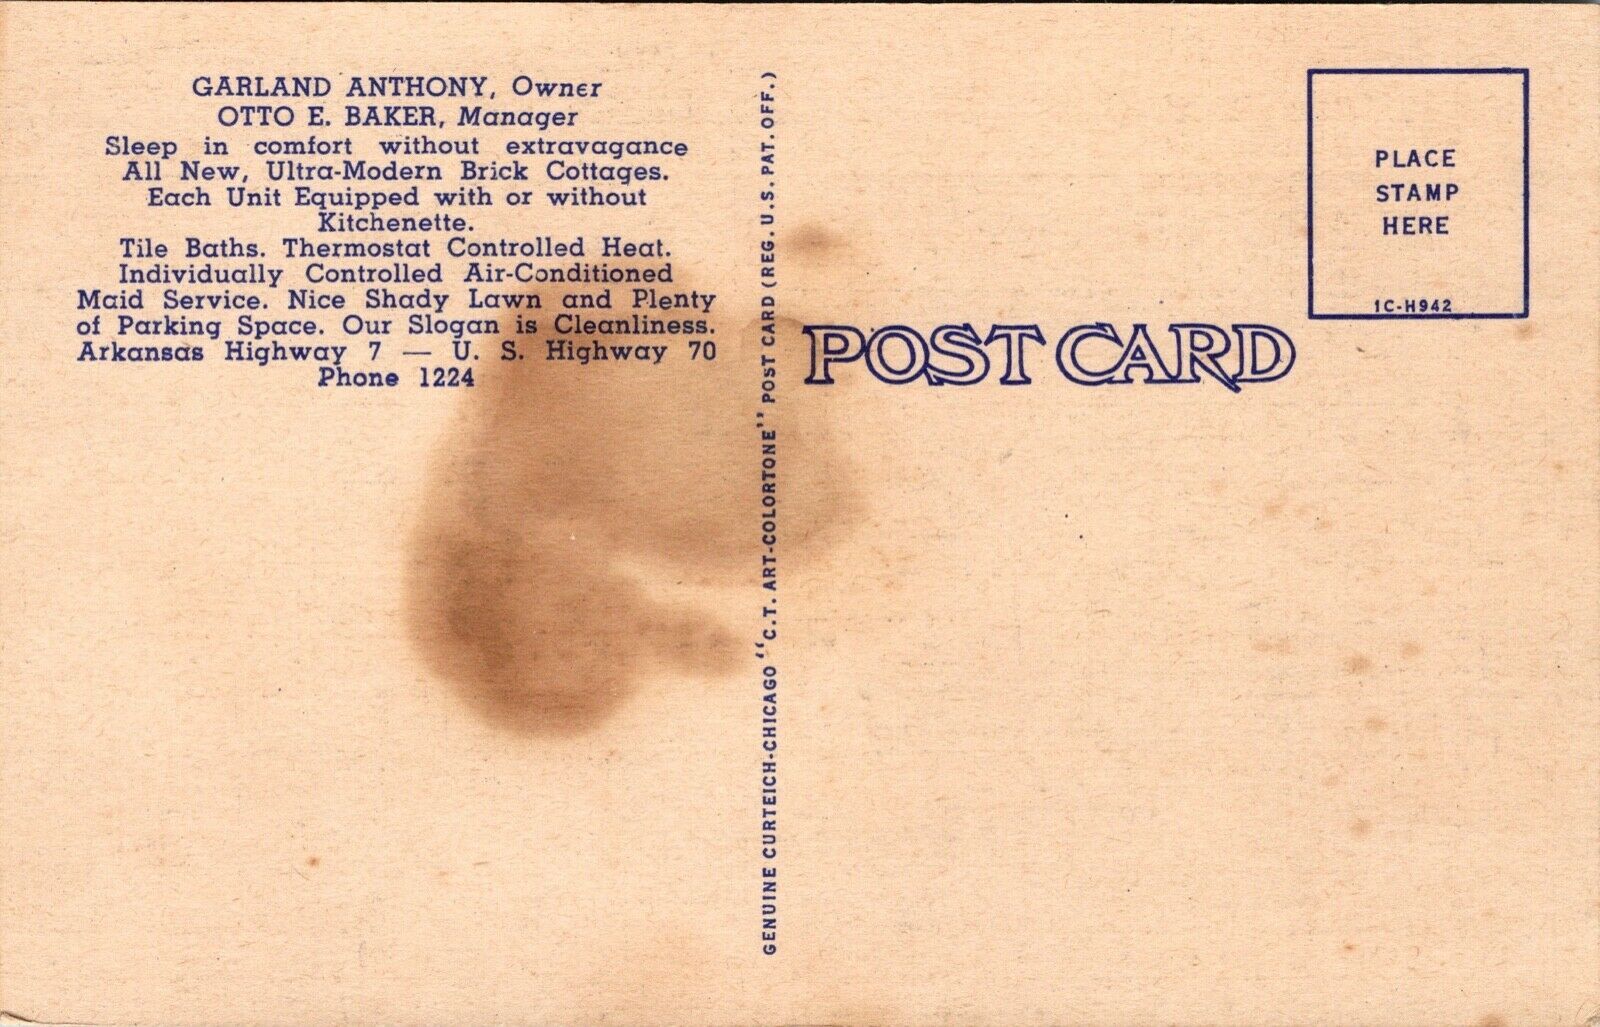 GARLAND ANTHONY, Owner
OTTO E. BAKER, Manager
Sleep in comfort without extravagance
All New, Ultra-Modern Brick Cottages.
Each Unit Equipped with or without
Kitchenette.
Tile Baths. Thermostat Controlled Heat.
Individually Controlled Air-Conditioned
Maid Service. Nice Shady Lawn and Plenty
of Parking Space. Our Slogan is Cleanliness.
Arkansas Highway 7 — U. S. Highway 70
Phone 1224
GENUINE CURTEICH-CHICAGO "C.T. ART-COLORTONE" POST CARD (REG. U.S. PAT. OFF.)
POST CARD
PLACE
STAMP
HERE
1C-H942